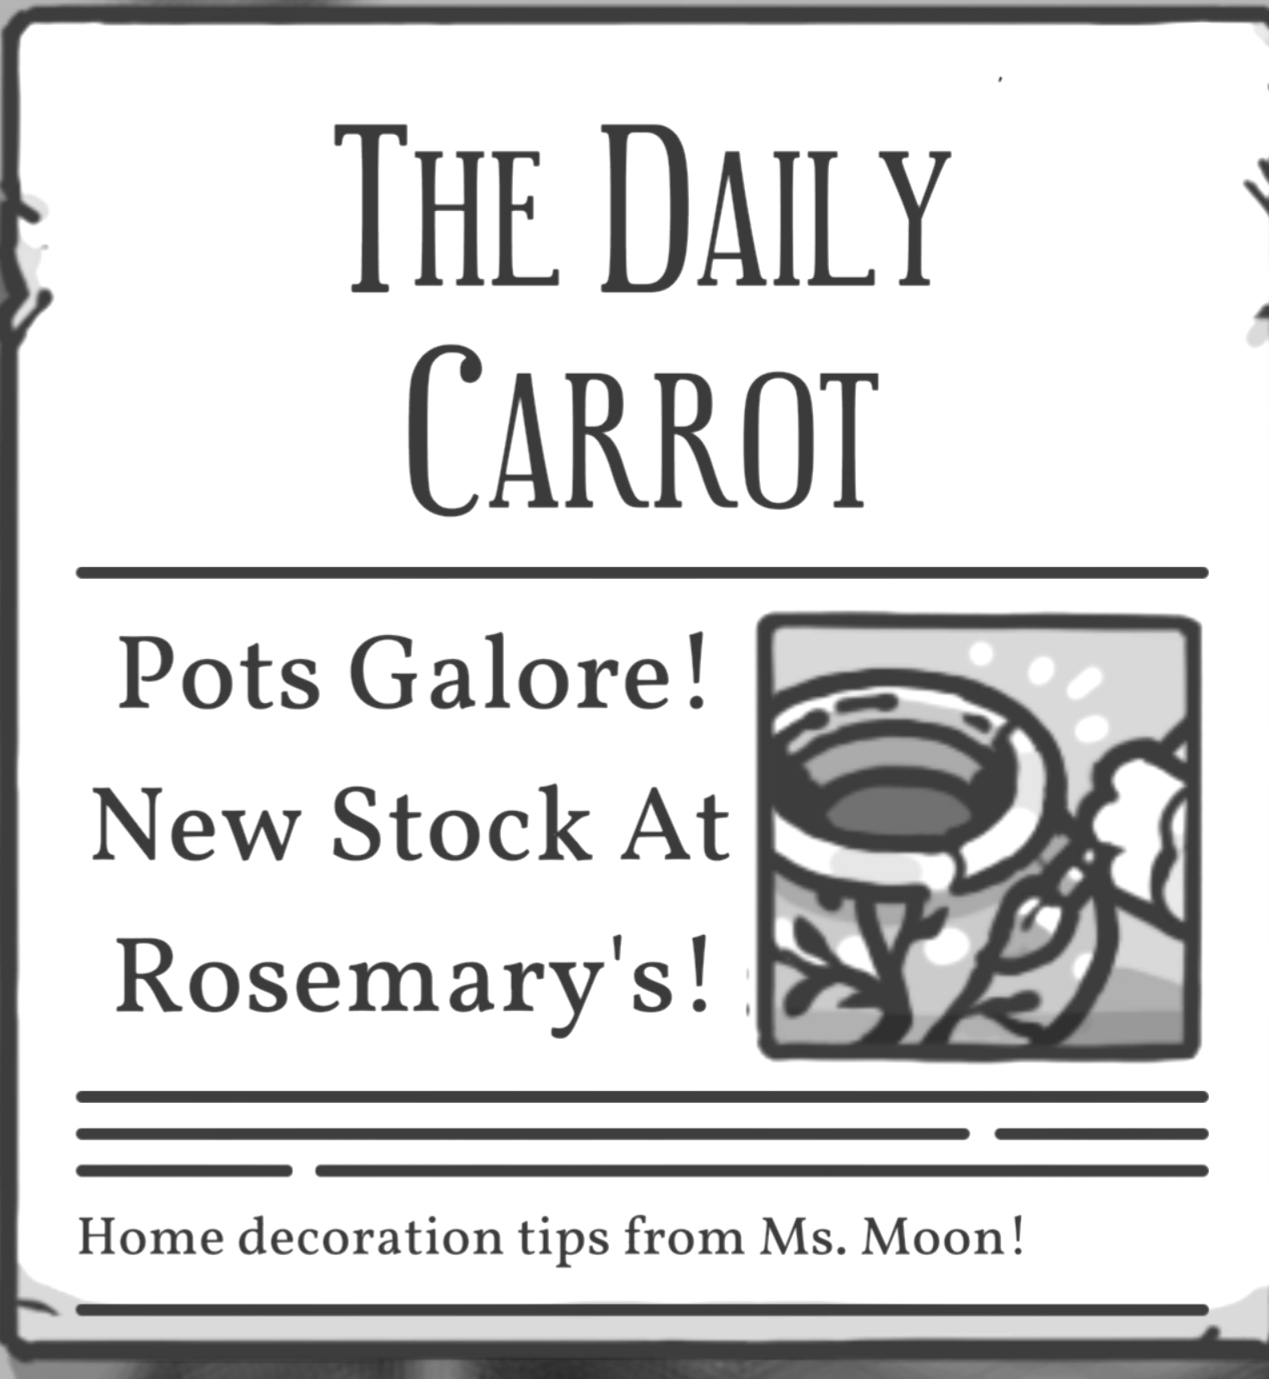 The Daily
Carrot
Pots Galore!
New Stock At
Rosemary's!
Home decoration tips from Ms. Moon!